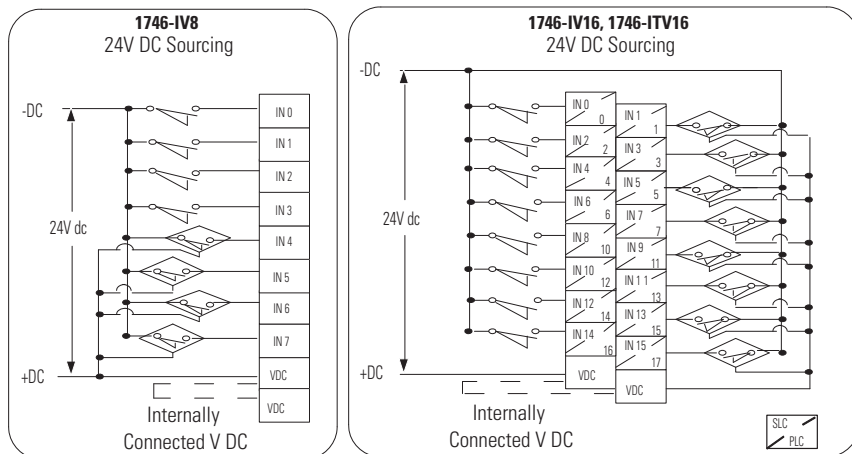 1746-IV8
24V DC Sourcing
-DC
24V dc
+DC
IN 0
IN 1
IN 2
IN 3
IN 4
IN 5
IN 6
IN 7
VDC
VDC
Internally
Connected V DC
1746-IV16, 1746-ITV16
24V DC Sourcing
-DC
24V dc
+DC
IN 0 0
IN 2 2
IN 4 4
IN 6 6
IN 8 10
IN 10 12
IN 12 14
IN 14 16
VDC
IN 1 1
IN 3 3
IN 5 5
IN 7 7
IN 9 11
IN 11 13
IN 13 15
IN 15 17
VDC
Internally
Connected V DC
SLC
PLC